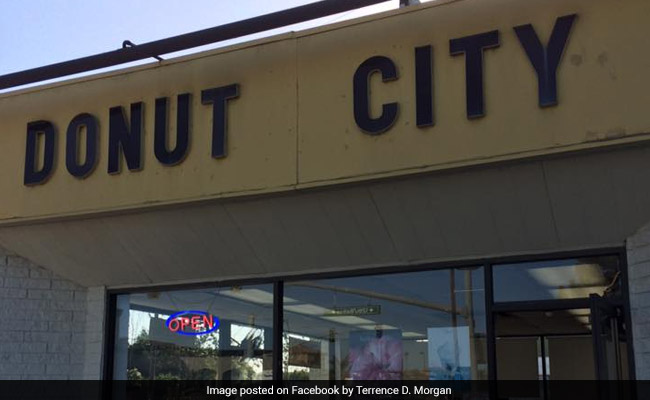 DONUT CITY
OPEN
Image posted on Facebook by Terrence D. Morgan